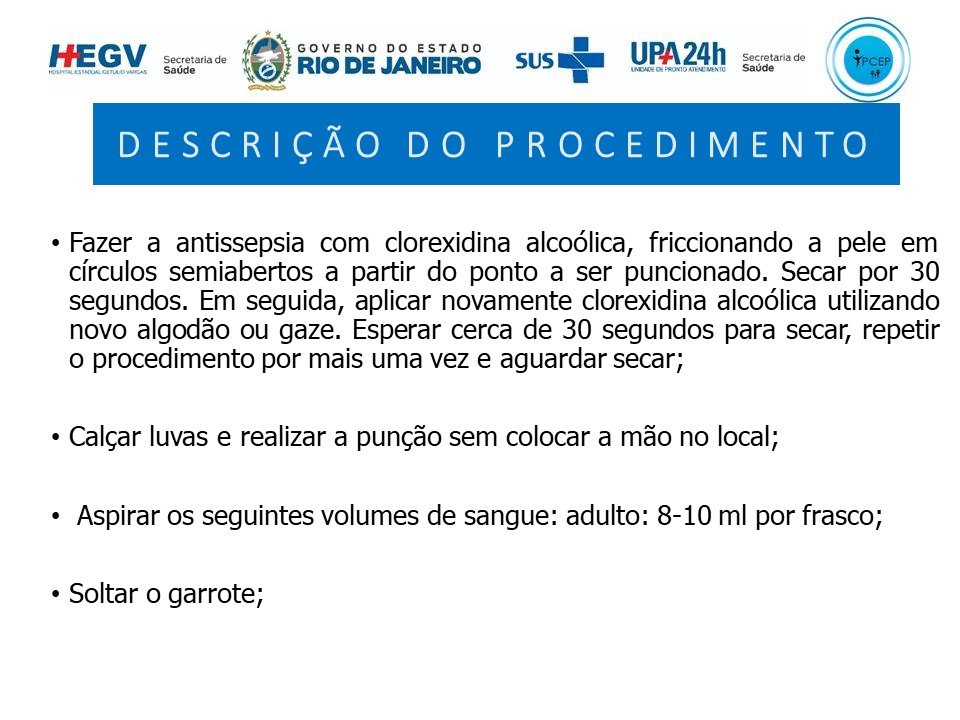 HEGV
HOSPITAL ESTADUAL GETÚLIO VARGAS
Secretaria de
Saúde
GOVERNO DO ESTADO
RIO DE JANEIRO
SUS
UPA24h
UNIDADE DE PRONTO ATENDIMENTO
Secretaria de
Saúde
PCEP
DESCRIÇÃO DO PROCEDIMENTO
• Fazer a antissepsia com clorexidina alcoólica, friccionando a pele em
círculos semiabertos a partir do ponto a ser puncionado. Secar por 30
segundos. Em seguida, aplicar novamente clorexidina alcoólica utilizando
novo algodão ou gaze. Esperar cerca de 30 segundos para secar, repetir
o procedimento por mais uma vez e aguardar secar;
• Calçar luvas e realizar a punção sem colocar a mão no local;
• Aspirar os seguintes volumes de sangue: adulto: 8-10 ml por frasco;
• Soltar o garrote;